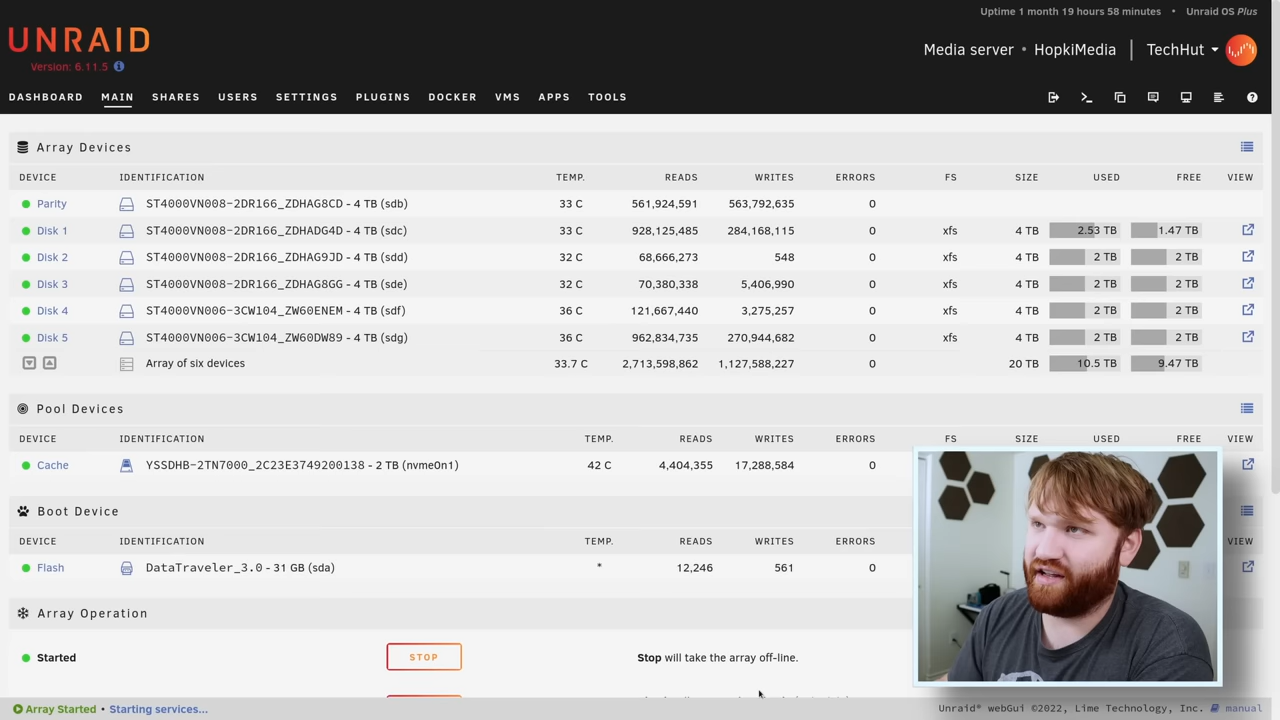 Uptime 1 month 19 hours 58 minutes • Unraid OS Plus
UNRAID
Version: 6.11.5
Media server • HopkiMedia | TechHut
DASHBOARD MAIN SHARES USERS SETTINGS PLUGINS DOCKER VMS APPS TOOLS
Array Devices
DEVICE IDENTIFICATION TEMP. READS WRITES ERRORS FS SIZE USED FREE VIEW
Parity ST4000VN008-2DR166_ZDHAG8CD - 4 TB (sdb) 33 C 561,924,591 563,792,635 0
Disk 1 ST4000VN008-2DR166_ZDHADG4D - 4 TB (sdc) 33 C 928,125,485 284,168,115 0 xfs 4 TB 2.53 TB 1.47 TB
Disk 2 ST4000VN008-2DR166_ZDHAG9JD - 4 TB (sdd) 32 C 68,666,273 548 0 xfs 4 TB 2 TB 2 TB
Disk 3 ST4000VN008-2DR166_ZDHAG8GG - 4 TB (sde) 32 C 70,380,338 5,406,990 0 xfs 4 TB 2 TB 2 TB
Disk 4 ST4000VN006-3CW104_ZW60ENEM - 4 TB (sdf) 36 C 121,667,440 3,275,257 0 xfs 4 TB 2 TB 2 TB
Disk 5 ST4000VN006-3CW104_ZW60DW89 - 4 TB (sdg) 36 C 962,834,735 270,944,682 0 xfs 4 TB 2 TB 2 TB
Array of six devices 33.7 C 2,713,598,862 1,127,588,227 0 20 TB 10.5 TB 9.47 TB
Pool Devices
DEVICE IDENTIFICATION TEMP. READS WRITES ERRORS FS SIZE USED FREE VIEW
Cache YSSDHB-2TN7000_2C23E3749200138 - 2 TB (nvme0n1) 42 C 4,404,355 17,288,584 0
Boot Device
DEVICE IDENTIFICATION TEMP. READS WRITES ERRORS VIEW
Flash DataTraveler_3.0 - 31 GB (sda) * 12,246 561 0
Array Operation
Started STOP Stop will take the array off-line.
Array Started • Starting services...
Unraid® webGui ©2022, Lime Technology, Inc. manual